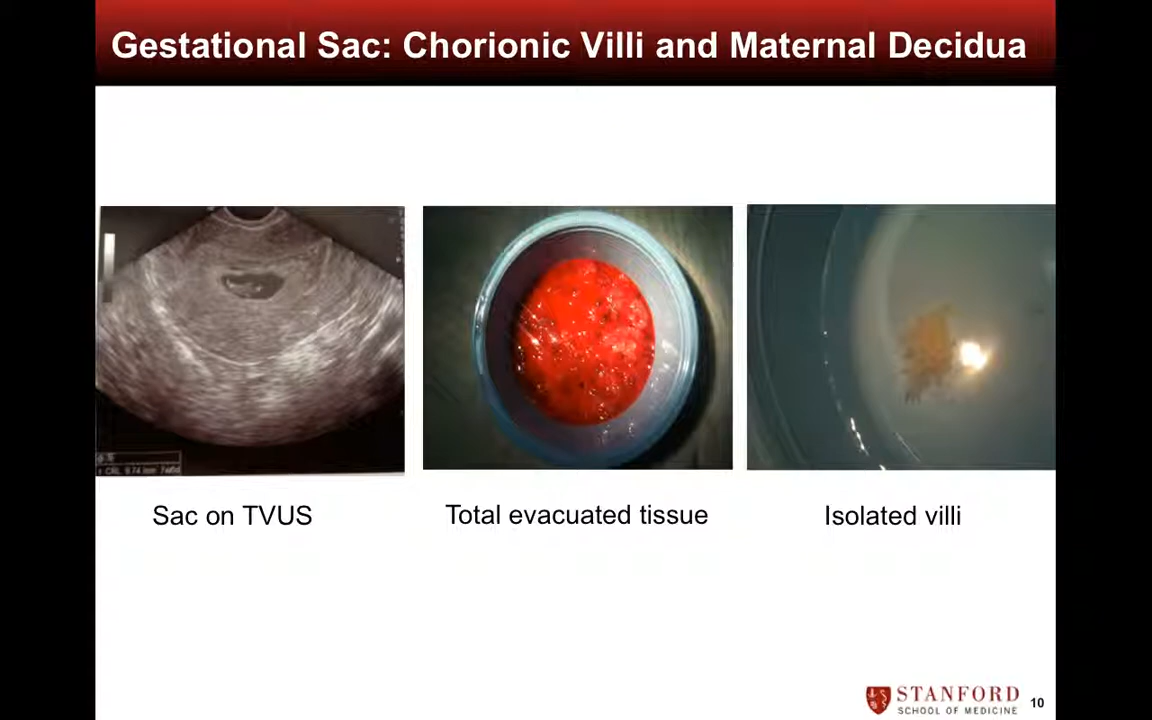 Gestational Sac: Chorionic Villi and Maternal Decidua
Sac on TVUS
Total evacuated tissue
Isolated villi
STANFORD
SCHOOL OF MEDICINE
10